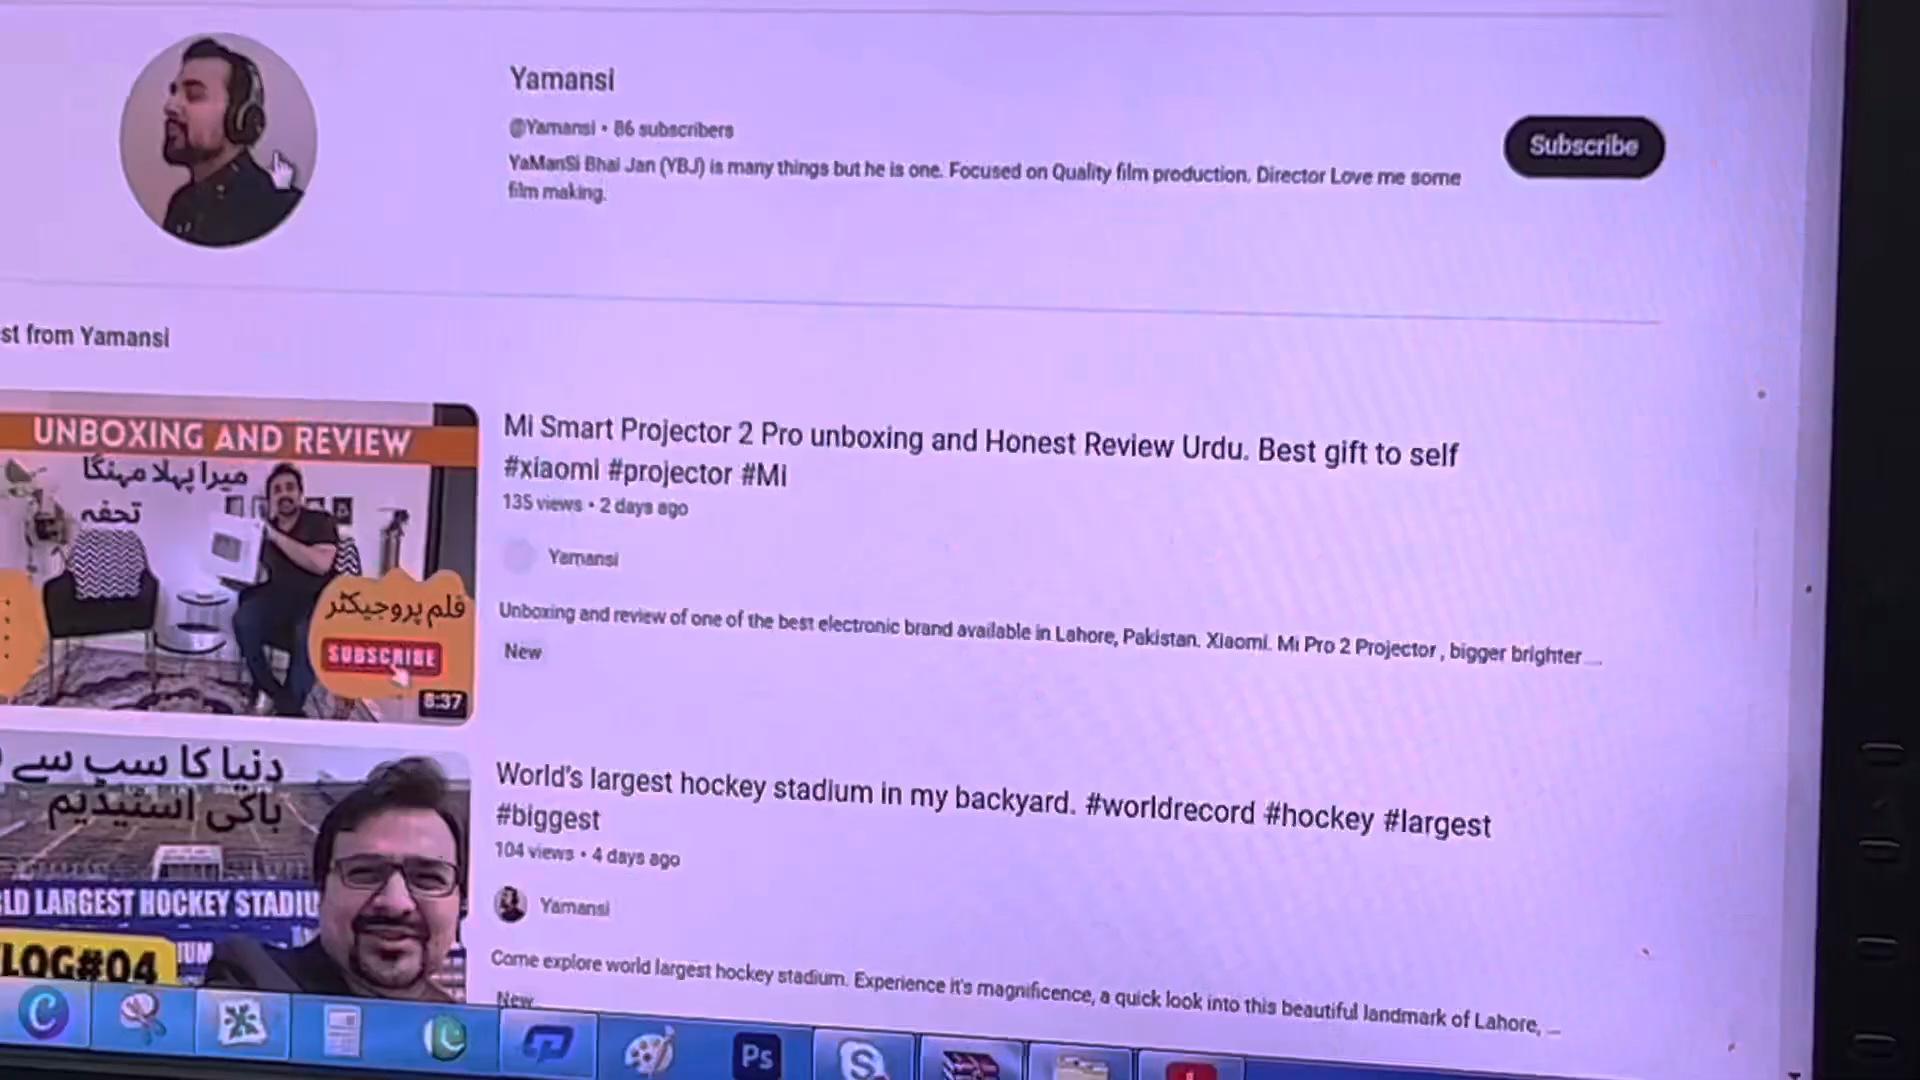 Yamansi
@Yamansi • 86 subscribers
YaManSi Bhai Jan (YBJ) is many things but he is one. Focused on Quality film production. Director Love me some
film making.
Subscribe
st from Yamansi
UNBOXING AND REVIEW
میرا پہلا مہنگا
تحفہ
فلم پروجیکٹر
SUBSCRIBE
8:37
Mi Smart Projector 2 Pro unboxing and Honest Review Urdu. Best gift to self
#xiaomi #projector #Mi
135 views • 2 days ago
Yamansi
Unboxing and review of one of the best electronic brand available in Lahore, Pakistan. Xiaomi. Mi Pro 2 Projector , bigger brighter ...
New
دنیا کا سب سے
ہاکی اسٹیڈیم
LD LARGEST HOCKEY STADIU
IUM
LOG#04
World's largest hockey stadium in my backyard. #worldrecord #hockey #largest
#biggest
104 views • 4 days ago
Yamansi
Come explore world largest hockey stadium. Experience it's magnificence, a quick look into this beautiful landmark of Lahore, ...
New
Ps